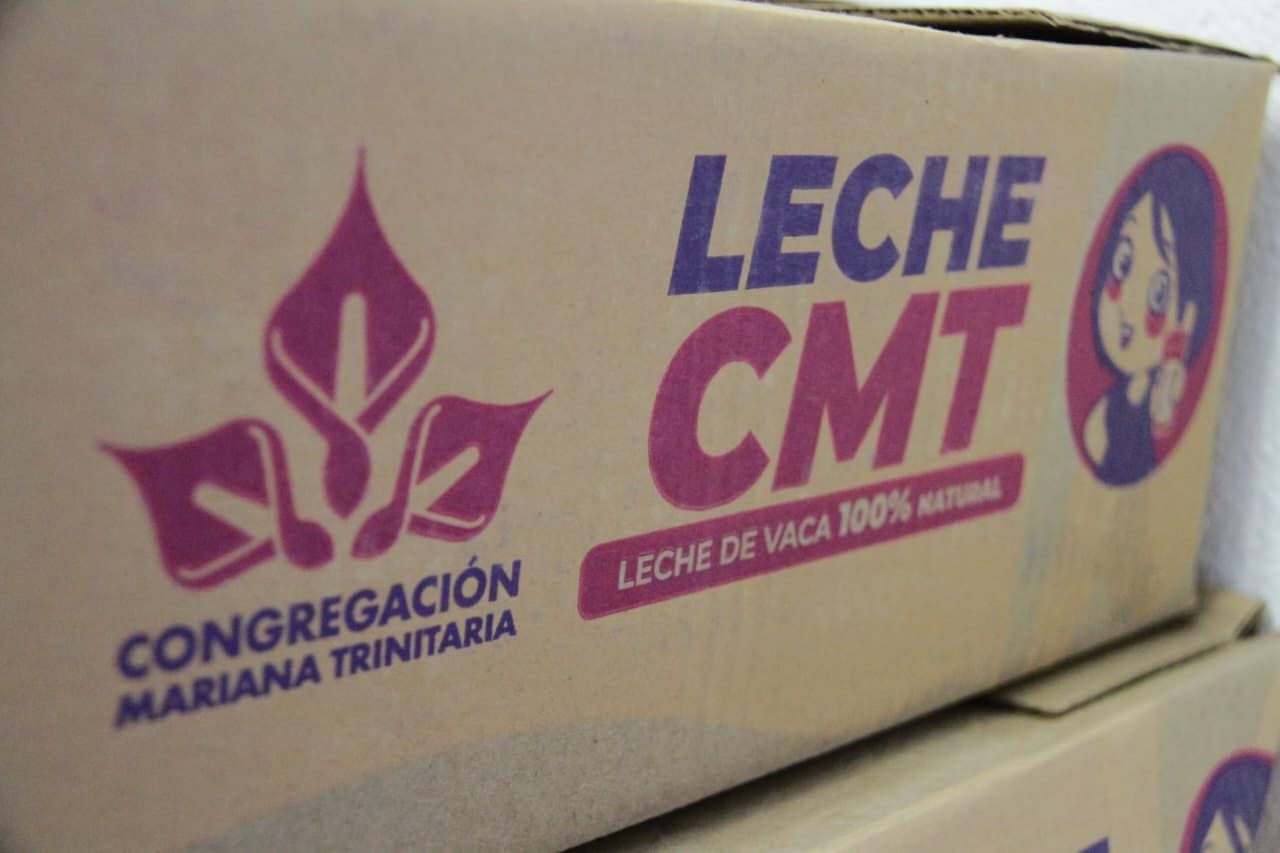 CONGREGACIÓN
MARIANA TRINITARIA
LECHE
CMT
LECHE DE VACA 100% NATURAL